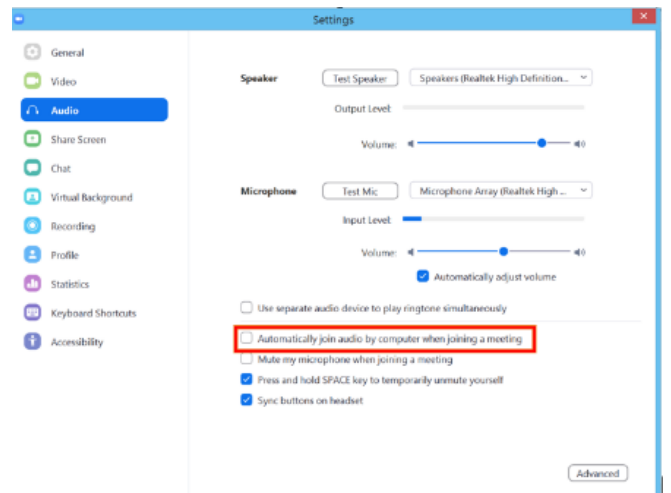 Settings
General
Video
Audio
Share Screen
Chat
Virtual Background
Recording
Profile
Statistics
Keyboard Shortcuts
Accessibility
Speaker
Test Speaker
Speakers (Realtek High Definition...
Output Level:
Volume:
Microphone
Test Mic
Microphone Array (Realtek High ...
Input Level:
Volume:
Automatically adjust volume
Use separate audio device to play ringtone simultaneously
Automatically join audio by computer when joining a meeting
Mute my microphone when joining a meeting
Press and hold SPACE key to temporarily unmute yourself
Sync buttons on headset
Advanced